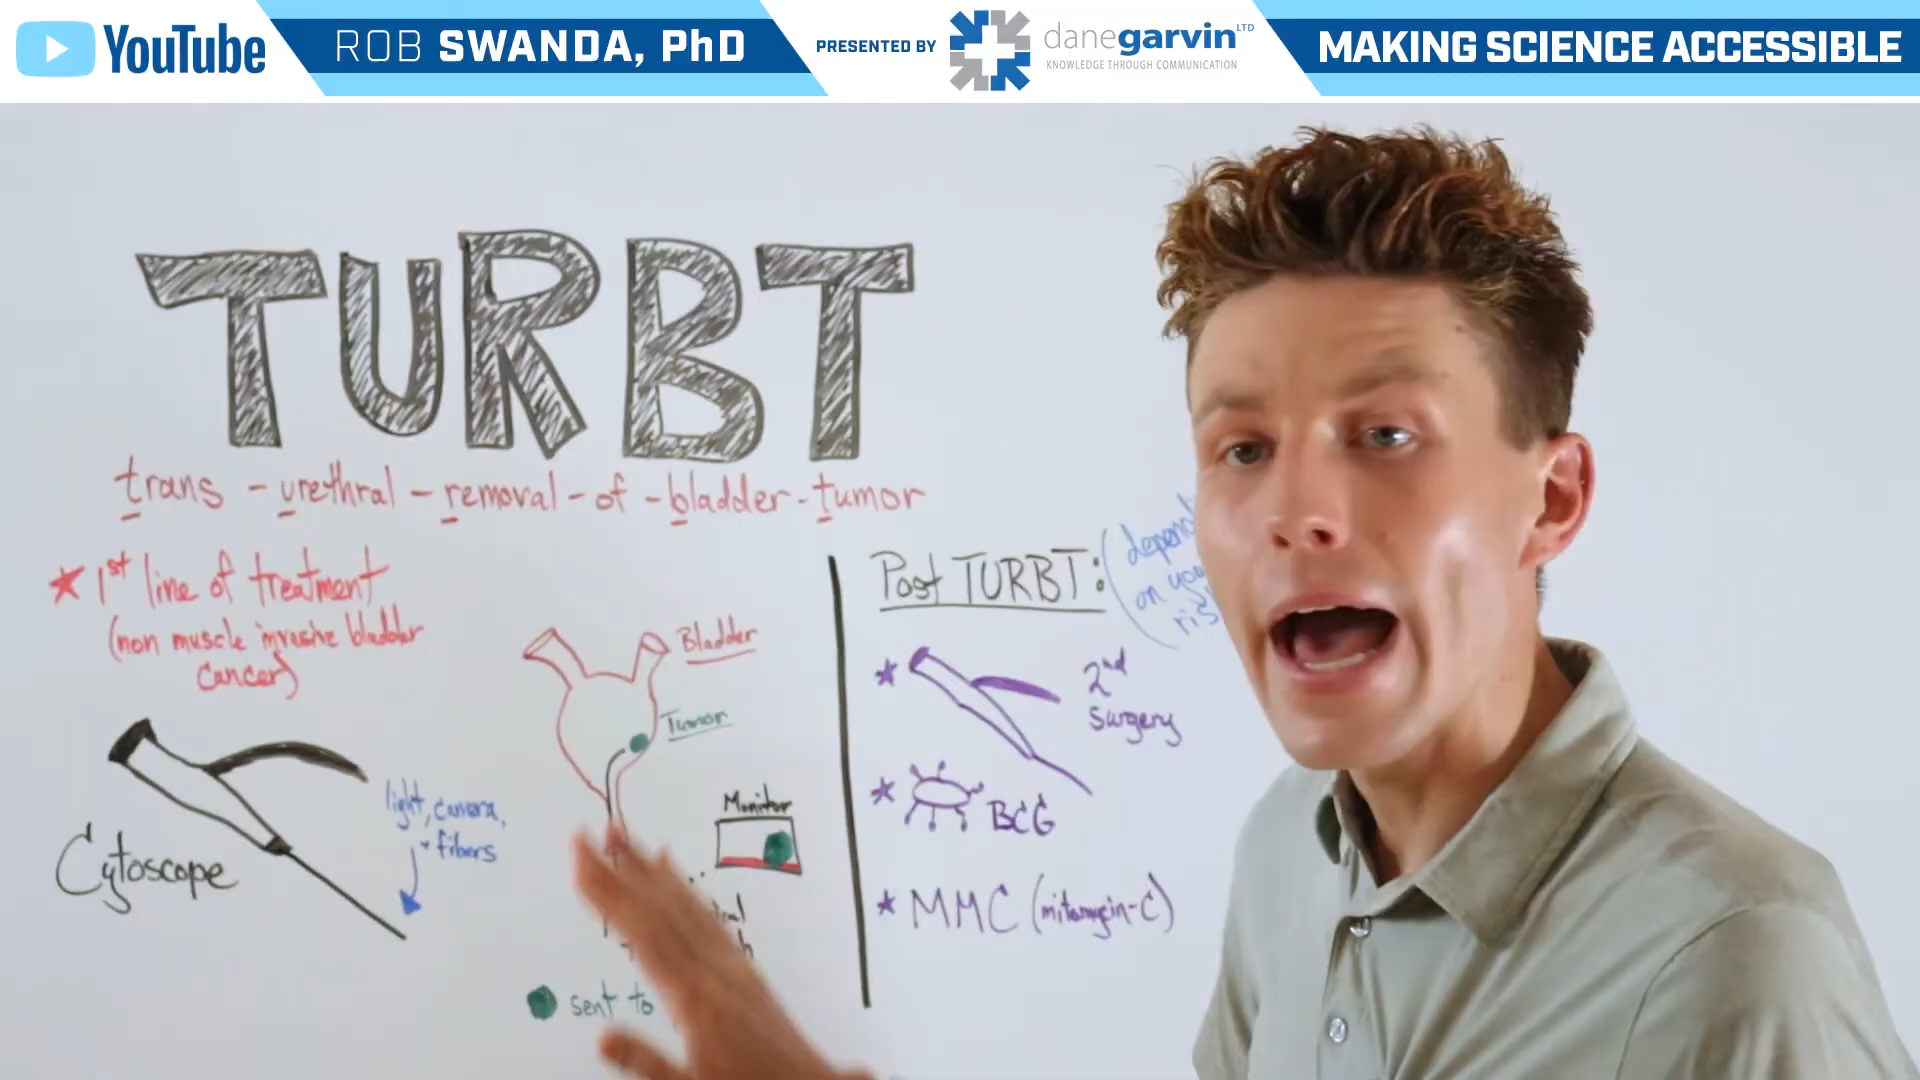 YouTube
ROB SWANDA, PhD
PRESENTED BY
danegarvin LTD
KNOWLEDGE THROUGH COMMUNICATION
MAKING SCIENCE ACCESSIBLE
TURBT
trans - urethral - removal - of - bladder - tumor
★ 1st line of treatment
(non muscle invasive bladder
cancer)
Cytoscope
light, camera,
+ fibers
Bladder
Tumor
Monitor
sent to
Post TURBT:
on
★ 2nd
surgery
★ BCG
★ MMC (mitomycin-C)